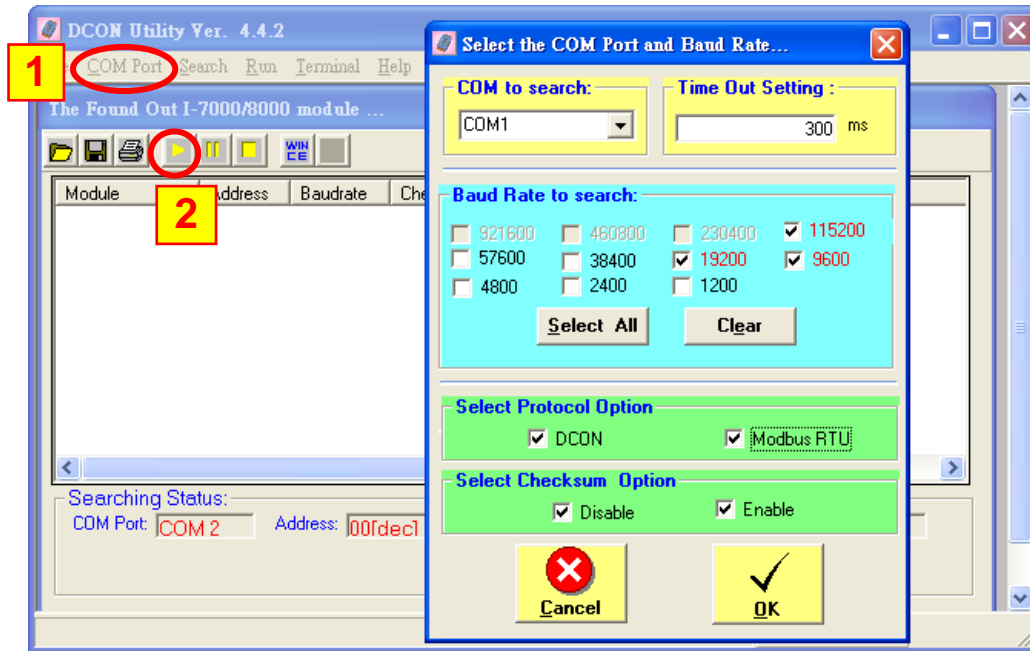 DCON Utility Ver. 4.4.2
1
COM Port Search Run Terminal Help
The Found Out I-7000/8000 module ...
WIN CE
2
Module Address Baudrate Che
Searching Status:
COM Port: COM 2 Address: 00[dec]
Select the COM Port and Baud Rate...
COM to search: Time Out Setting :
COM1 300 ms
Baud Rate to search:
921600 460800 230400 115200
57600 38400 19200 9600
4800 2400 1200
Select All Clear
Select Protocol Option
DCON Modbus RTU
Select Checksum Option
Disable Enable
Cancel OK